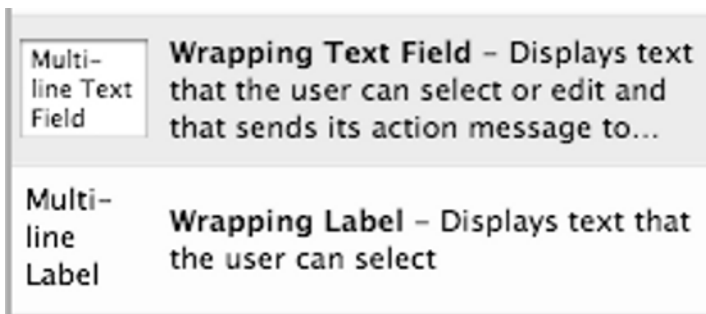 Multi-
line Text
Field
Wrapping Text Field – Displays text
that the user can select or edit and
that sends its action message to...
Multi-
line
Label
Wrapping Label – Displays text that
the user can select